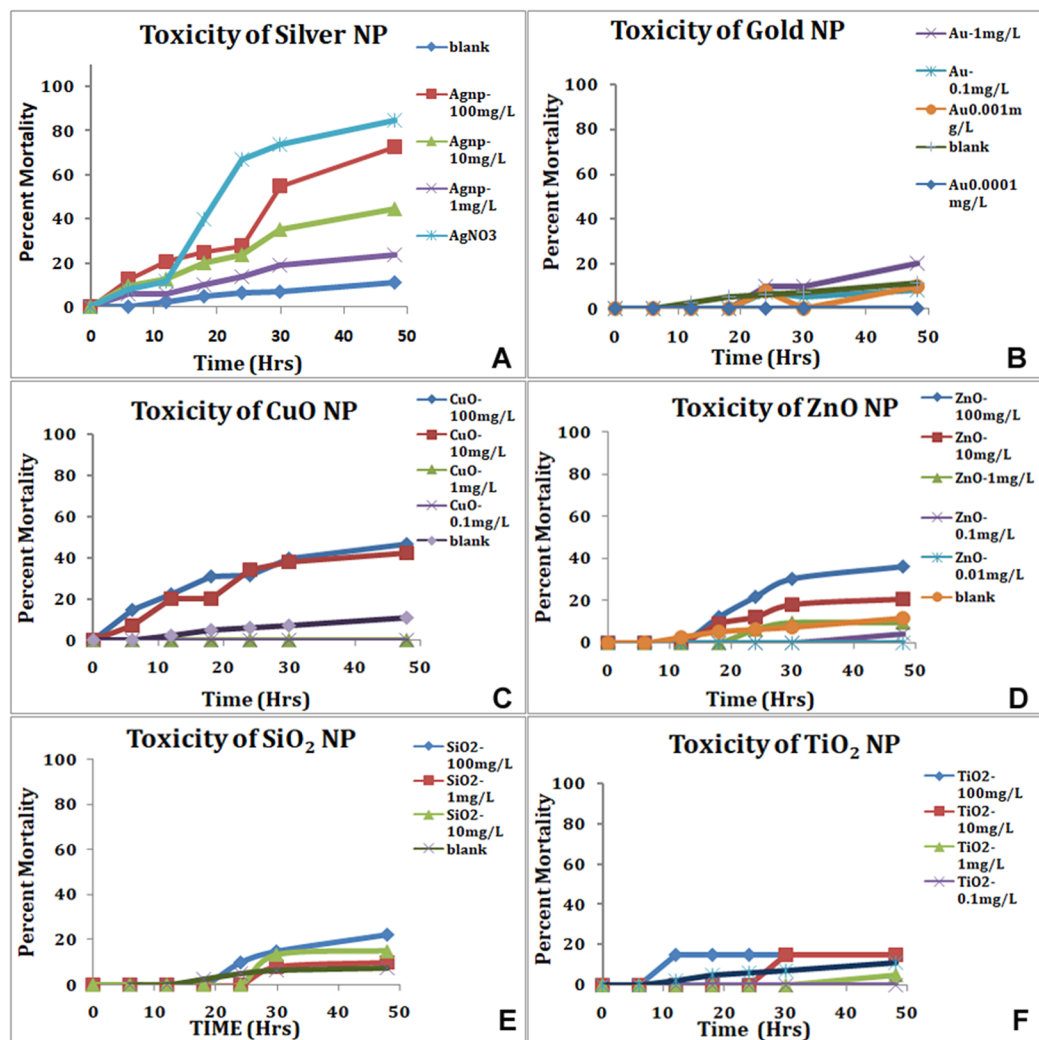 Toxicity of Silver NP
blank
Agnp-
100mg/L
Agnp-
10mg/L
Agnp-
1mg/L
AgNO3
100
80
60
40
20
0
Percent Mortality
0 10 20 30 40 50
Time (Hrs)
A
Toxicity of Gold NP
Au-1mg/L
Au-
0.1mg/L
Au0.001m
g/L
blank
Au0.0001
mg/L
100
80
60
40
20
0
Percent Mortality
0 10 20 30 40 50
Time (Hrs)
B
Toxicity of CuO NP
CuO-
100mg/L
CuO-
10mg/L
CuO-
1mg/L
CuO-
0.1mg/L
blank
100
80
60
40
20
0
Percent Mortality
0 10 20 30 40 50
Time (Hrs)
C
Toxicity of ZnO NP
ZnO-
100mg/L
ZnO-
10mg/L
ZnO-1mg/L
ZnO-
0.1mg/L
ZnO-
0.01mg/L
blank
100
80
60
40
20
0
Percent Mortality
0 10 20 30 40 50
Time (Hrs)
D
Toxicity of SiO₂ NP
SiO2-
100mg/L
SiO2-
1mg/L
SiO2-
10mg/L
blank
100
80
60
40
20
0
Percent Mortality
0 10 20 30 40 50
TIME (Hrs)
E
Toxicity of TiO₂ NP
TiO2-
100mg/L
TiO2-
10mg/L
TiO2-
1mg/L
TiO2-
0.1mg/L
100
80
60
40
20
0
Percent Mortality
0 10 20 30 40 50
Time (Hrs)
F